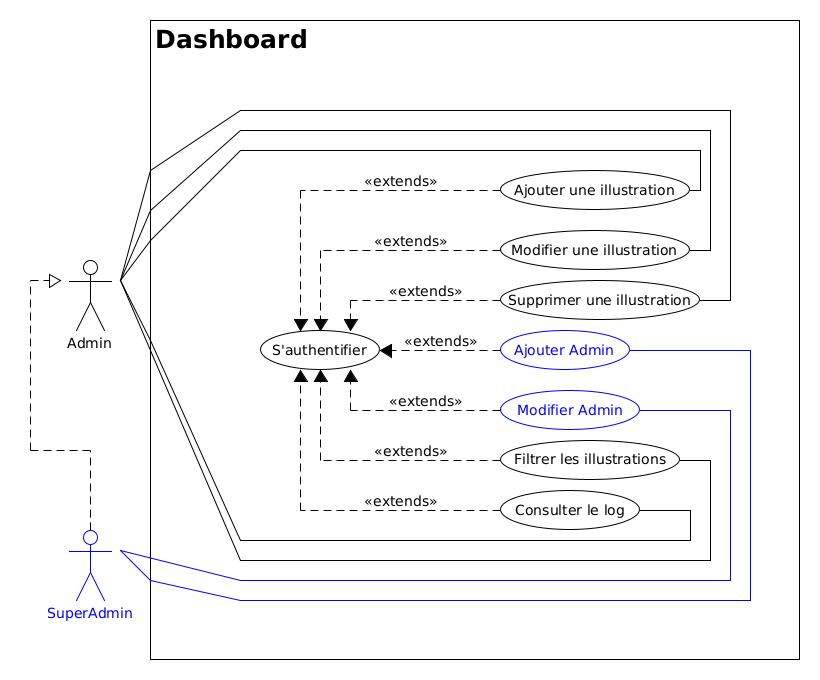 Dashboard
«extends»
Ajouter une illustration
«extends»
Modifier une illustration
«extends»
Supprimer une illustration
Admin
S'authentifier
«extends»
Ajouter Admin
«extends»
Modifier Admin
«extends»
Filtrer les illustrations
«extends»
Consulter le log
SuperAdmin